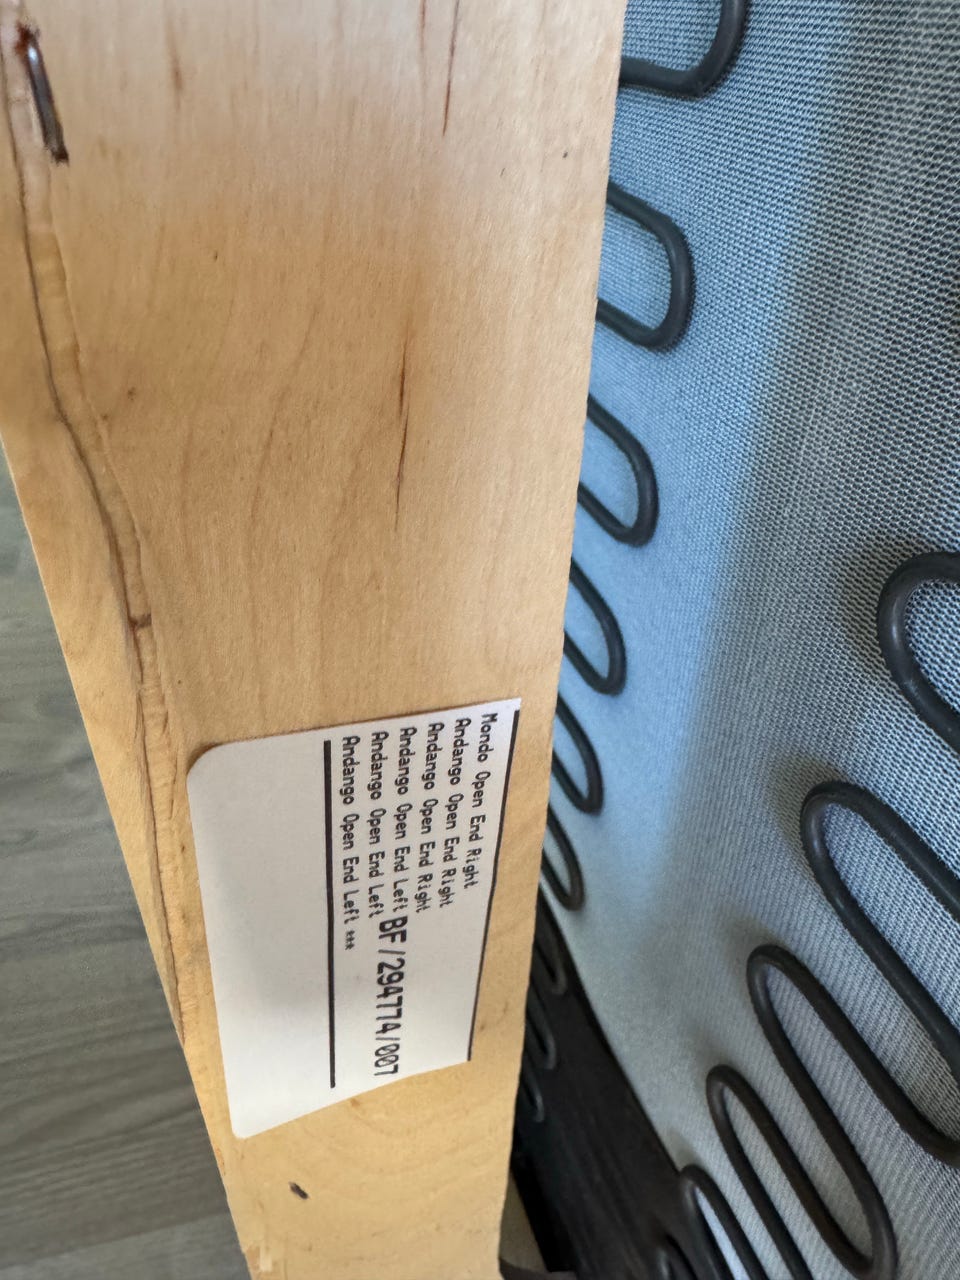 Mondo Open End Right
Andango Open End Right
Andango Open End Right
Andango Open End Left
Andango Open End Left
Andango Open End Left ***
BF/294774/007